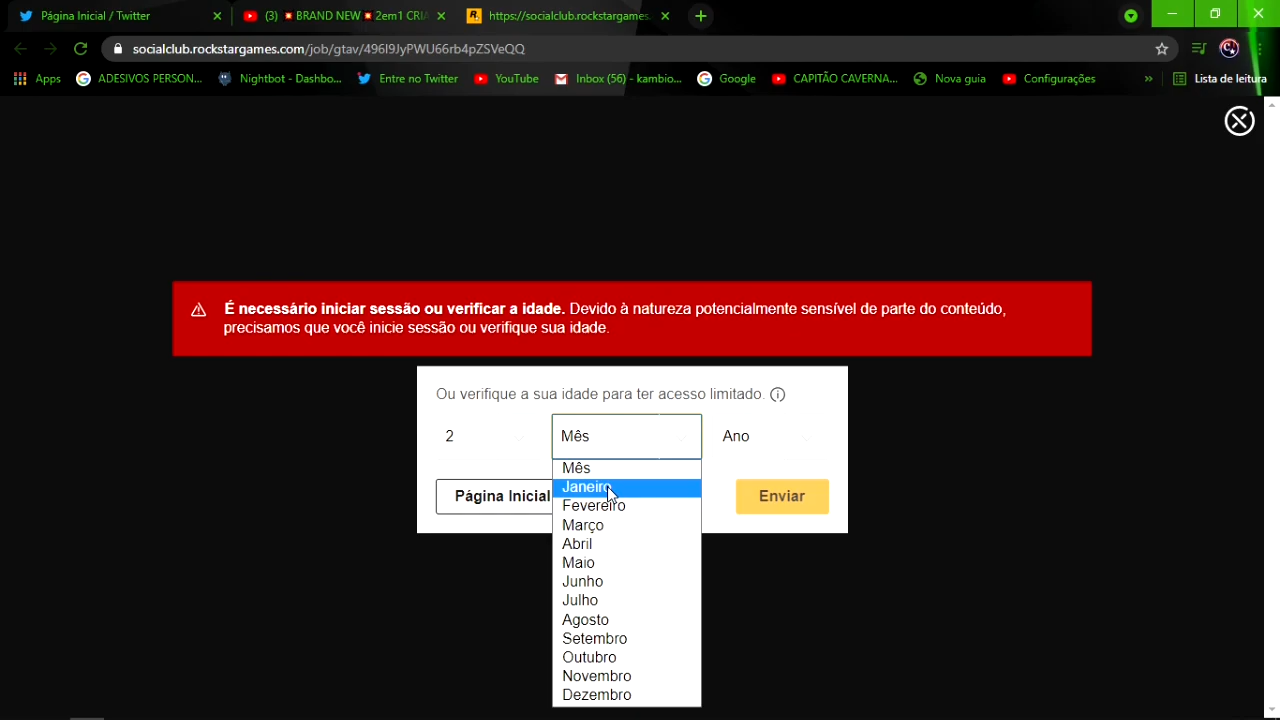 Página Inicial / Twitter
(3) 💥BRAND NEW💥2em1 CRIA
https://socialclub.rockstargames.
socialclub.rockstargames.com/job/gtav/496I9JyPWU66rb4pZSVeQQ
Apps
ADESIVOS PERSON...
Nightbot - Dashbo...
Entre no Twitter
YouTube
Inbox (56) - kambio...
Google
CAPITÃO CAVERNA...
Nova guia
Configurações
»
Lista de leitura
É necessário iniciar sessão ou verificar a idade. Devido à natureza potencialmente sensível de parte do conteúdo,
precisamos que você inicie sessão ou verifique sua idade.
Ou verifique a sua idade para ter acesso limitado.
2
Mês
Ano
Página Inicial
Enviar
Mês
Janeiro
Fevereiro
Março
Abril
Maio
Junho
Julho
Agosto
Setembro
Outubro
Novembro
Dezembro